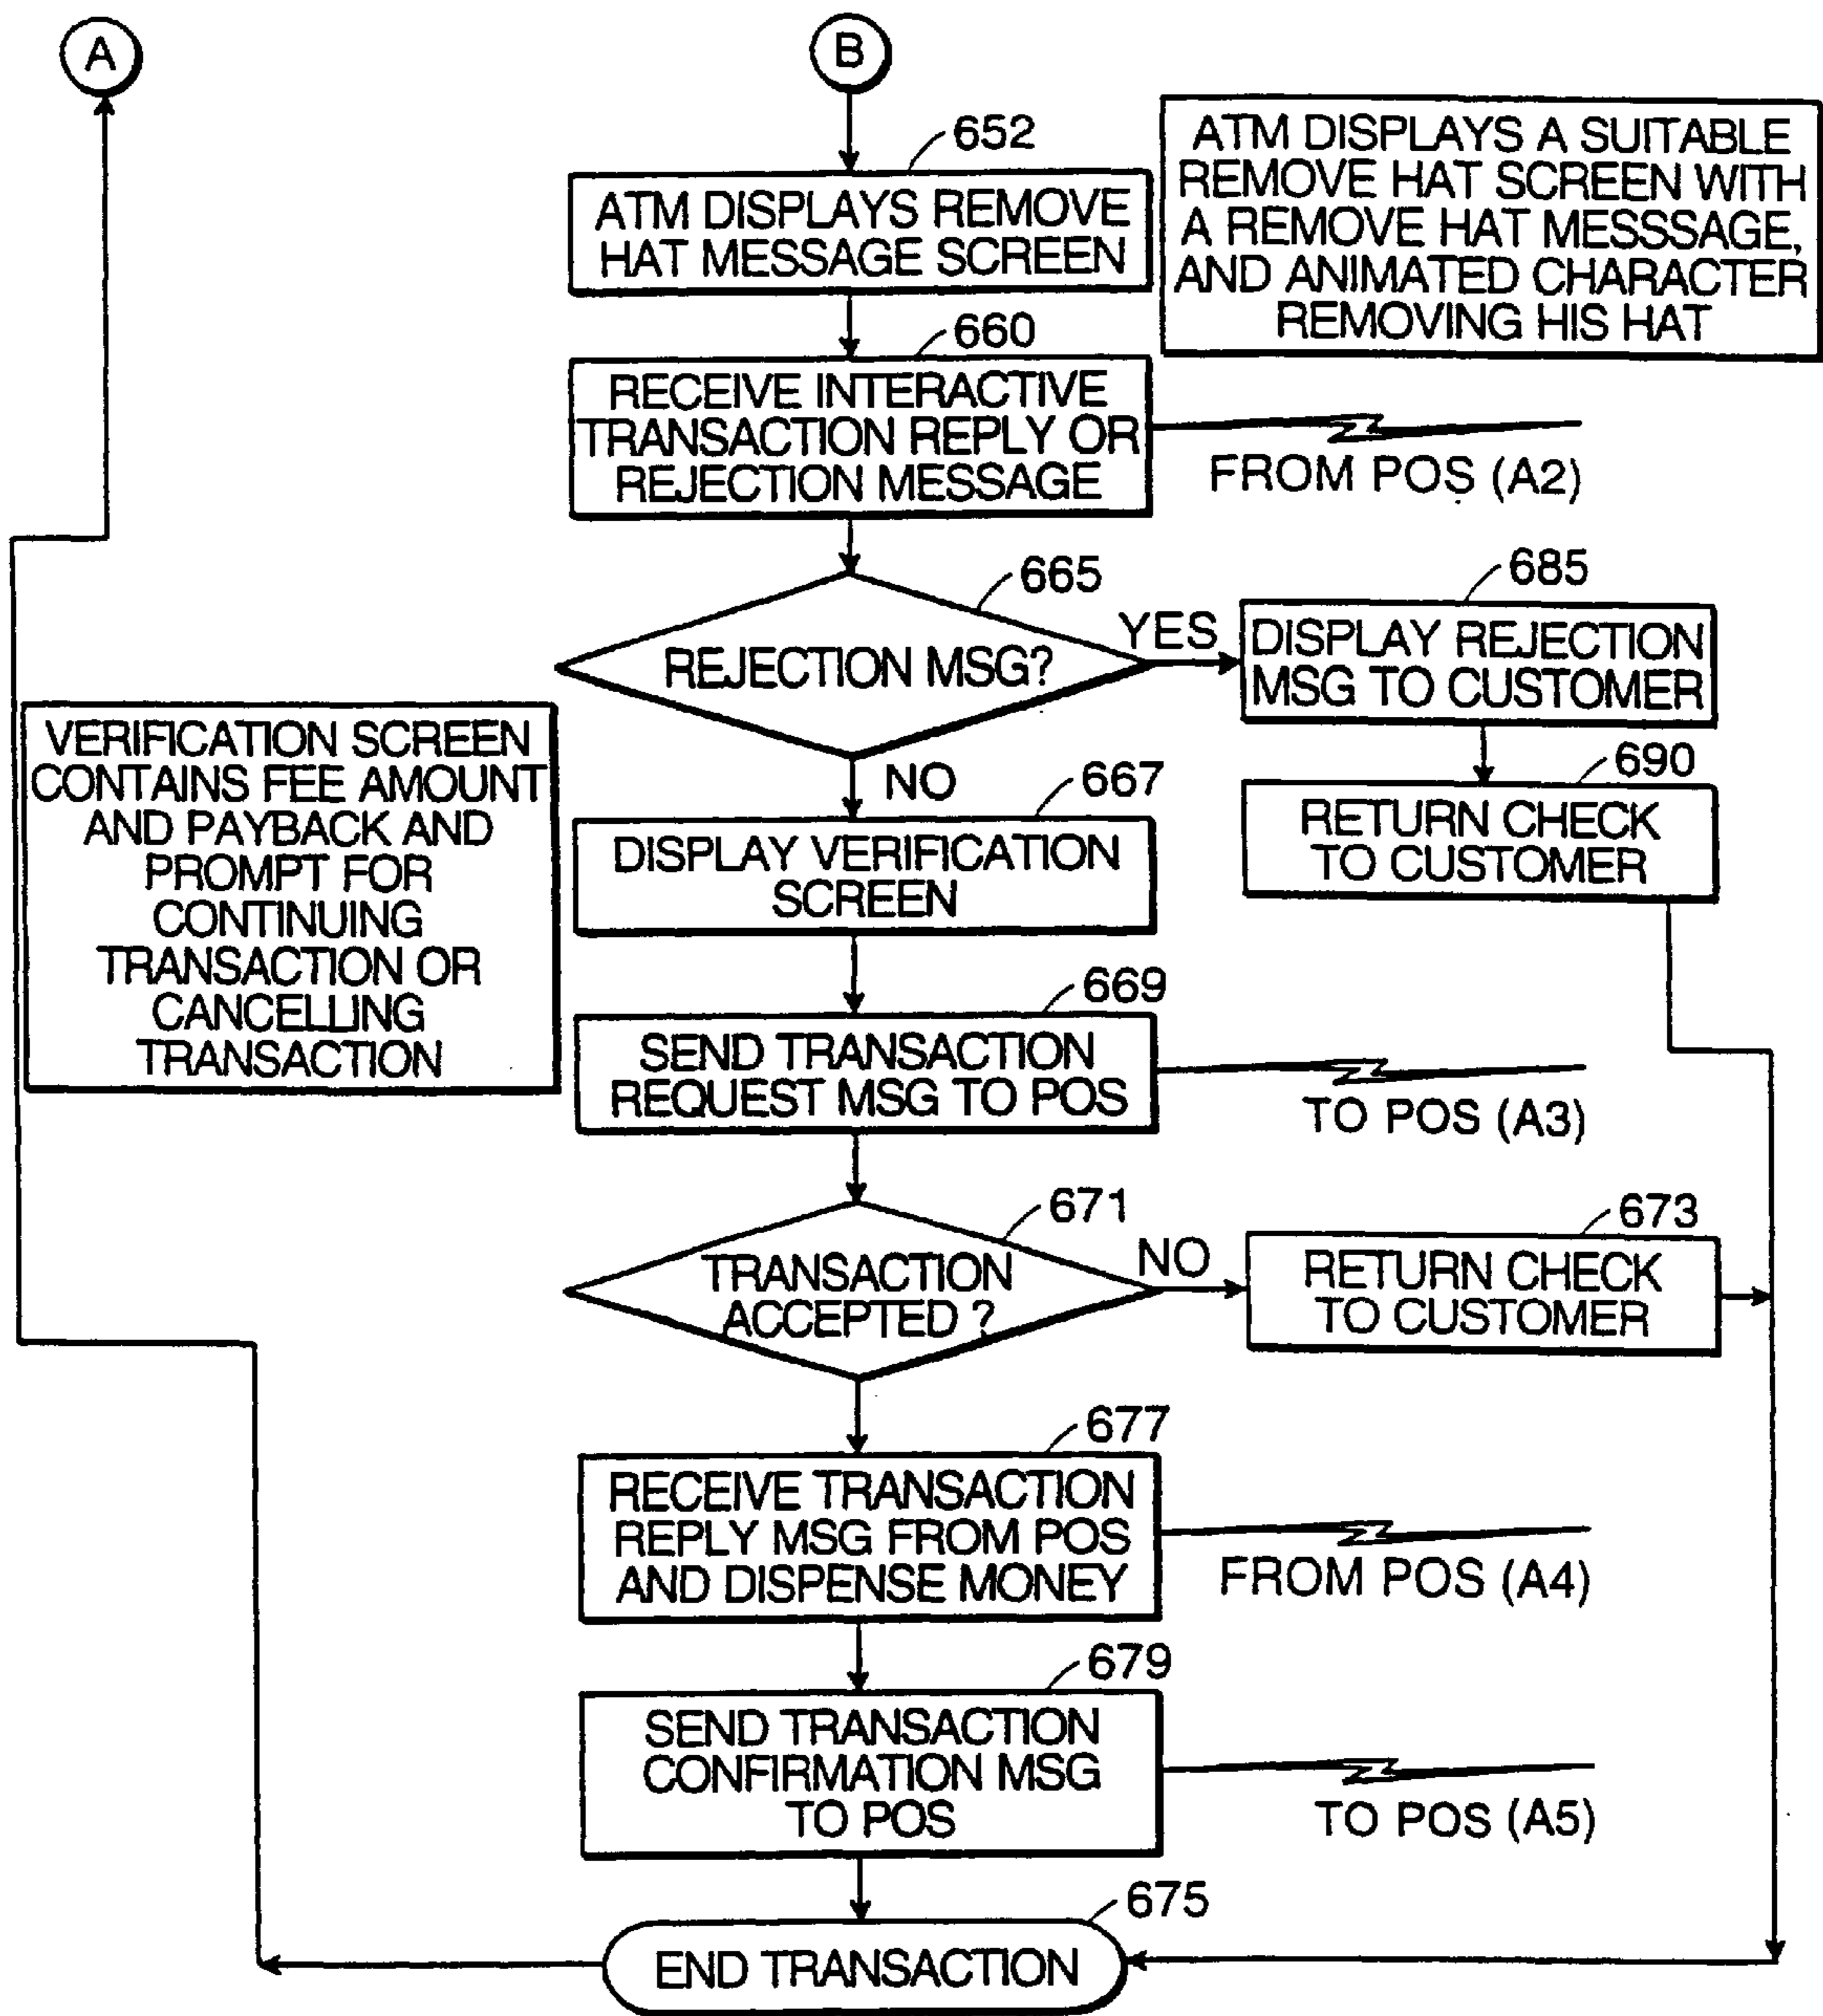 A
B
652
ATM DISPLAYS REMOVE
HAT MESSAGE SCREEN
ATM DISPLAYS A SUITABLE
REMOVE HAT SCREEN WITH
A REMOVE HAT MESSSAGE,
AND ANIMATED CHARACTER
REMOVING HIS HAT
660
RECEIVE INTERACTIVE
TRANSACTION REPLY OR
REJECTION MESSAGE
FROM POS (A2)
665
REJECTION MSG?
YES
685
DISPLAY REJECTION
MSG TO CUSTOMER
690
RETURN CHECK
TO CUSTOMER
NO
VERIFICATION SCREEN
CONTAINS FEE AMOUNT
AND PAYBACK AND
PROMPT FOR
CONTINUING
TRANSACTION OR
CANCELLING
TRANSACTION
667
DISPLAY VERIFICATION
SCREEN
669
SEND TRANSACTION
REQUEST MSG TO POS
TO POS (A3)
671
TRANSACTION
ACCEPTED ?
NO
673
RETURN CHECK
TO CUSTOMER
677
RECEIVE TRANSACTION
REPLY MSG FROM POS
AND DISPENSE MONEY
FROM POS (A4)
679
SEND TRANSACTION
CONFIRMATION MSG
TO POS
TO POS (A5)
675
END TRANSACTION